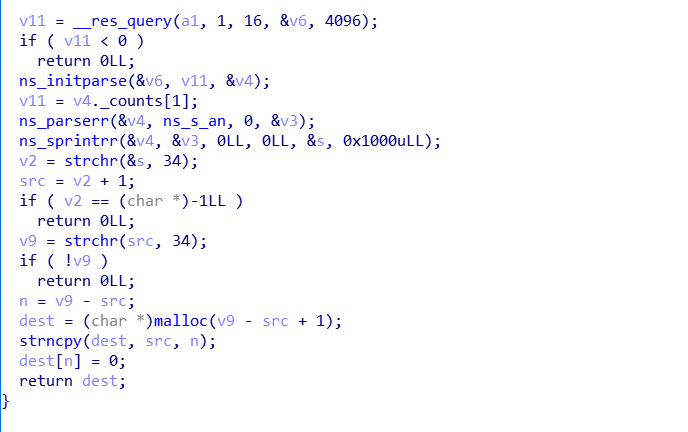 v11 = __res_query(a1, 1, 16, &v6, 4096);
if ( v11 < 0 )
return 0LL;
ns_initparse(&v6, v11, &v4);
v11 = v4._counts[1];
ns_parserr(&v4, ns_s_an, 0, &v3);
ns_sprintrr(&v4, &v3, 0LL, 0LL, &s, 0x1000uLL);
v2 = strchr(&s, 34);
src = v2 + 1;
if ( v2 == (char *)-1LL )
return 0LL;
v9 = strchr(src, 34);
if ( !v9 )
return 0LL;
n = v9 - src;
dest = (char *)malloc(v9 - src + 1);
strncpy(dest, src, n);
dest[n] = 0;
return dest;
}